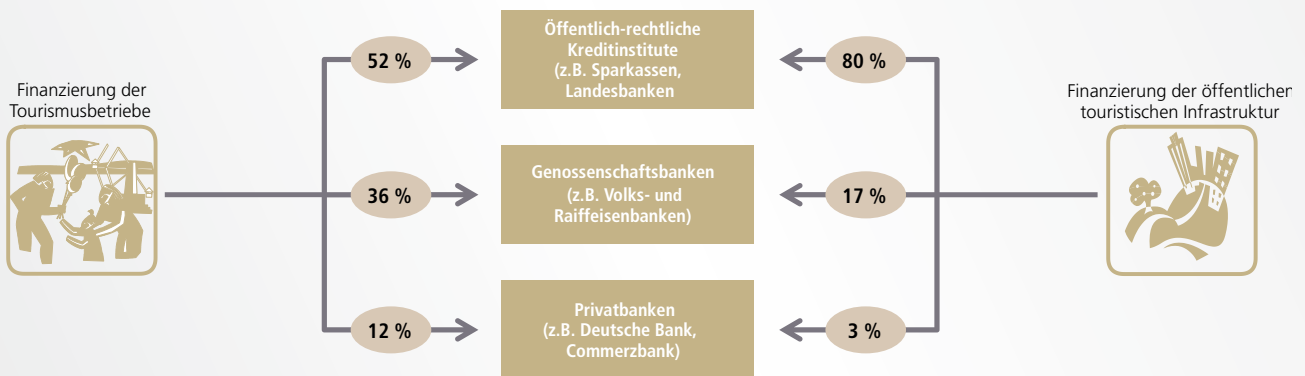 Finanzierung der
Tourismusbetriebe
52 %
Öffentlich-rechtliche
Kreditinstitute
(z.B. Sparkassen,
Landesbanken
80 %
Finanzierung der öffentlichen
touristischen Infrastruktur
36 %
Genossenschaftsbanken
(z.B. Volks- und
Raiffeisenbanken)
17 %
12 %
Privatbanken
(z.B. Deutsche Bank,
Commerzbank)
3 %